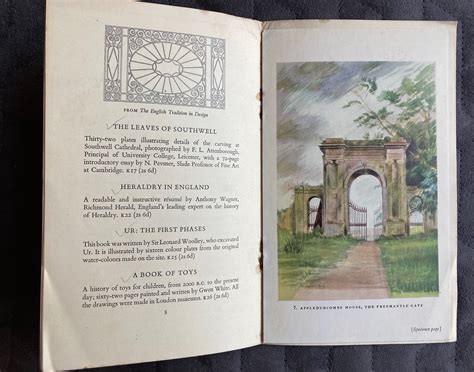 FROM The English Tradition in Design
THE LEAVES OF SOUTHWELL
Thirty-two plates illustrating details of the carving at
Southwell Cathedral, photographed by F. L. Attenborough,
Principal of University College, Leicester, with a 72-page
introductory essay by N. Pevsner, Slade Professor of Fine Art
at Cambridge. K17 (2s 6d)
HERALDRY IN ENGLAND
A readable and instructive résumé by Anthony Wagner,
Richmond Herald, England's leading expert on the history
of Heraldry. K22 (2s 6d)
UR: THE FIRST PHASES
This book was written by Sir Leonard Woolley, who excavated
Ur. It is illustrated by sixteen colour plates from the original
water-colours made on the site. K25 (2s 6d)
A BOOK OF TOYS
A history of toys for children, from 2000 B.C. to the present
day; sixty-two pages painted and written by Gwen White. All
the drawings were made in London museums. K26 (2s 6d)
8
7. APPLEDURCOMBE HOUSE, THE FREEMANTLE GATE
[Specimen page]